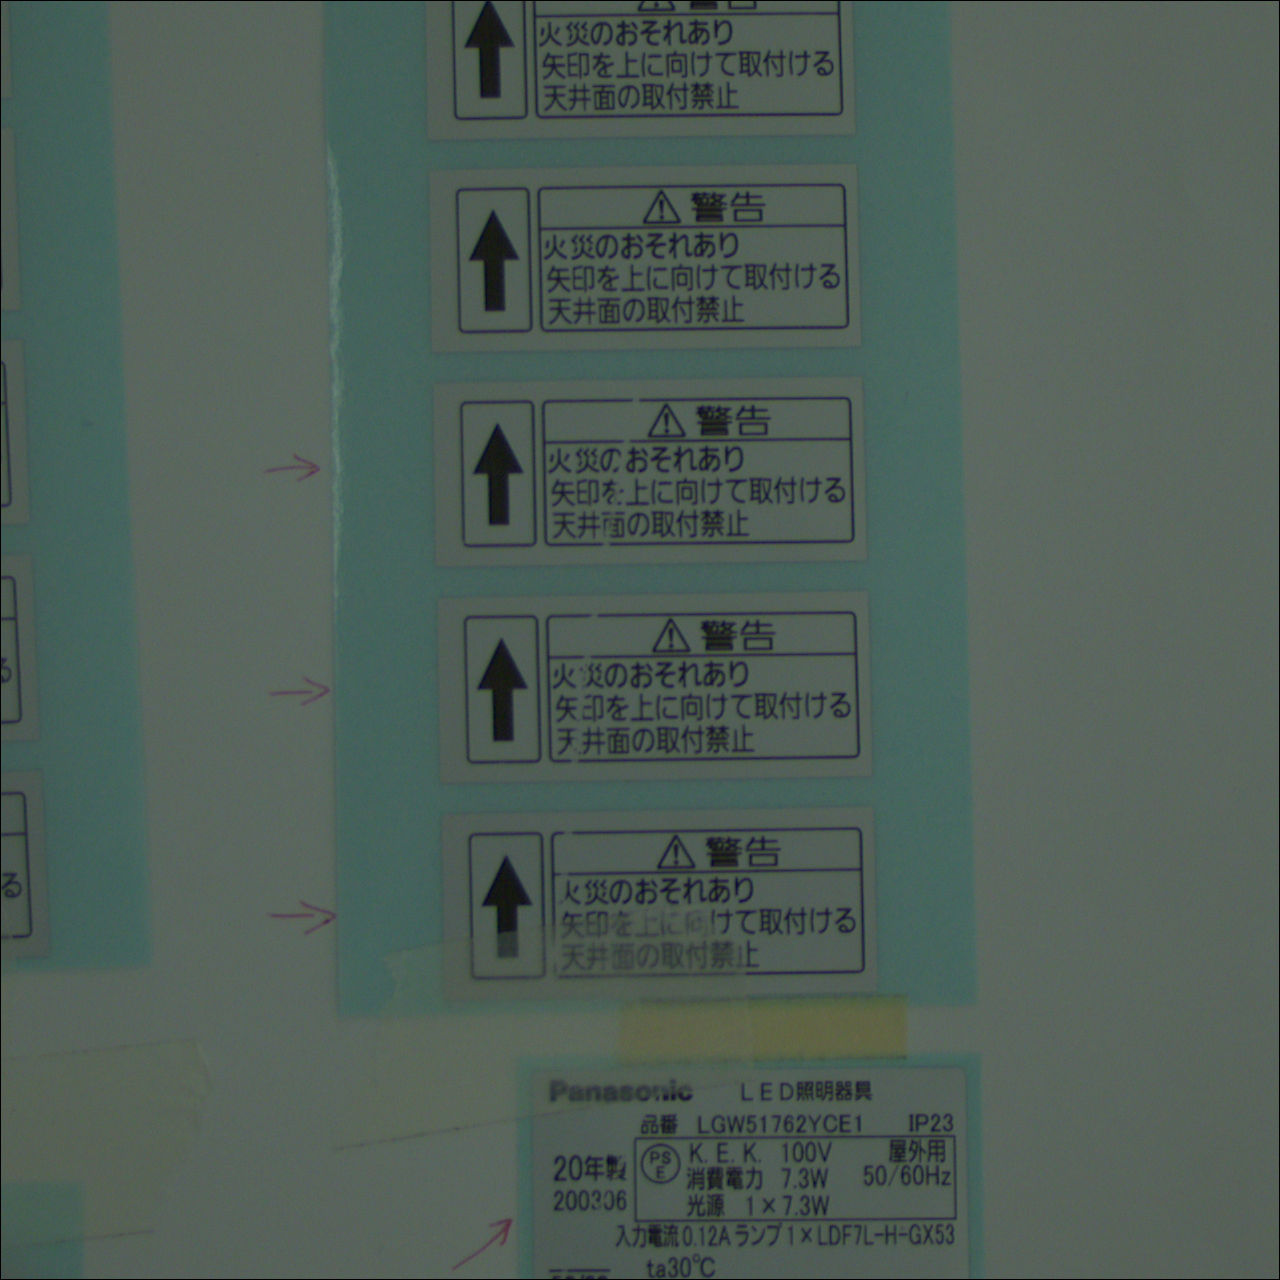 警告
火災のおそれあり
矢印を上に向けて取付ける
天井面の取付禁止
警告
火災のおそれあり
矢印を上に向けて取付ける
天井面の取付禁止
警告
火災のおそれあり
矢印を上に向けて取付ける
天井面の取付禁止
警告
火災のおそれあり
矢印を上に向けて取付ける
天井面の取付禁止
警告
火災のおそれあり
矢印を上に向けて取付ける
天井面の取付禁止
る
る
Panasonic LED照明器具
品番 LGW51762YCE1 IP23
20年製 PS E K.E.K. 100V 屋外用
消費電力 7.3W 50/60Hz
200306 光源 1×7.3W
入力電流0.12A ランプ1×LDF7L-H-GX53
ta30℃